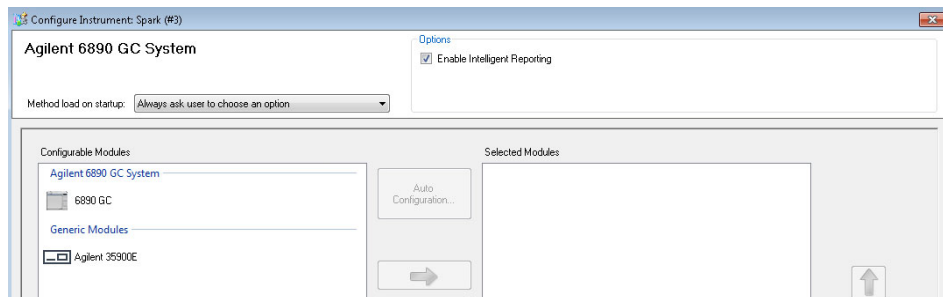 Configure Instrument: Spark (#3)
Agilent 6890 GC System
Options
Enable Intelligent Reporting
Method load on startup: Always ask user to choose an option
Configurable Modules
Selected Modules
Agilent 6890 GC System
6890 GC
Auto
Configuration...
Generic Modules
Agilent 35900E